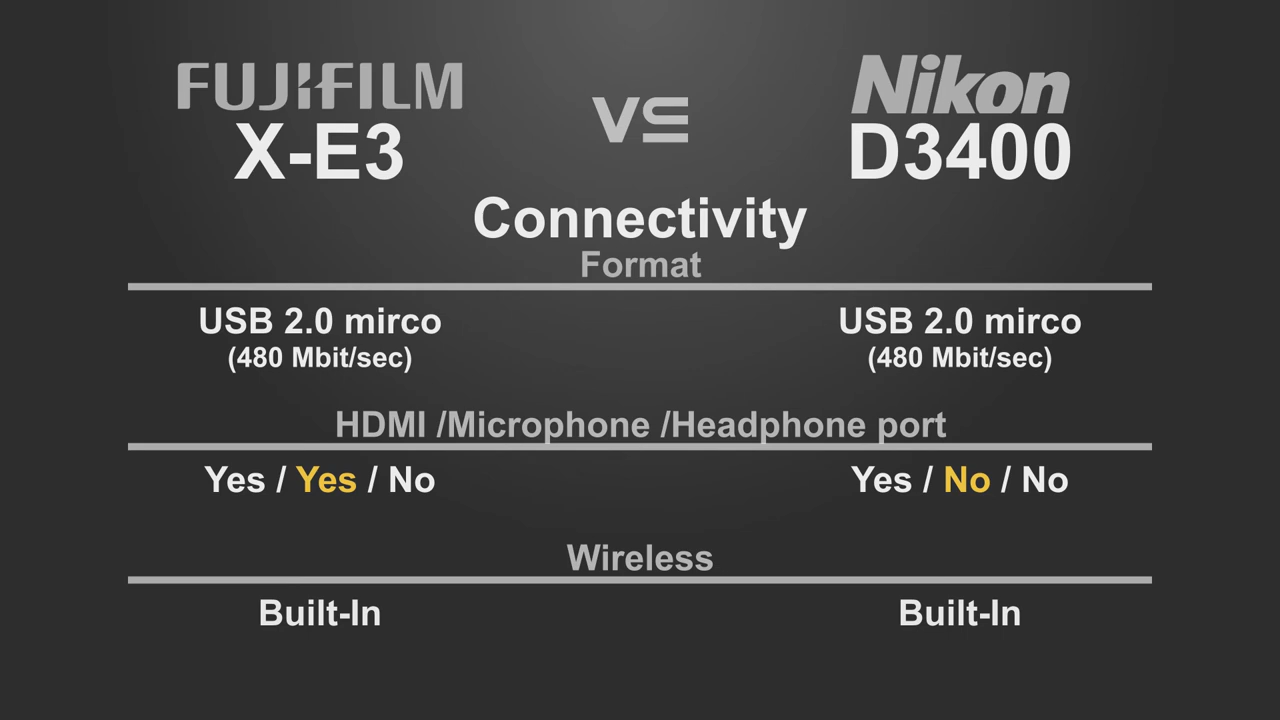 FUJIFILM VS Nikon
X-E3 D3400
Connectivity
Format
USB 2.0 mirco USB 2.0 mirco
(480 Mbit/sec) (480 Mbit/sec)
HDMI /Microphone /Headphone port
Yes / Yes / No Yes / No / No
Wireless
Built-In Built-In